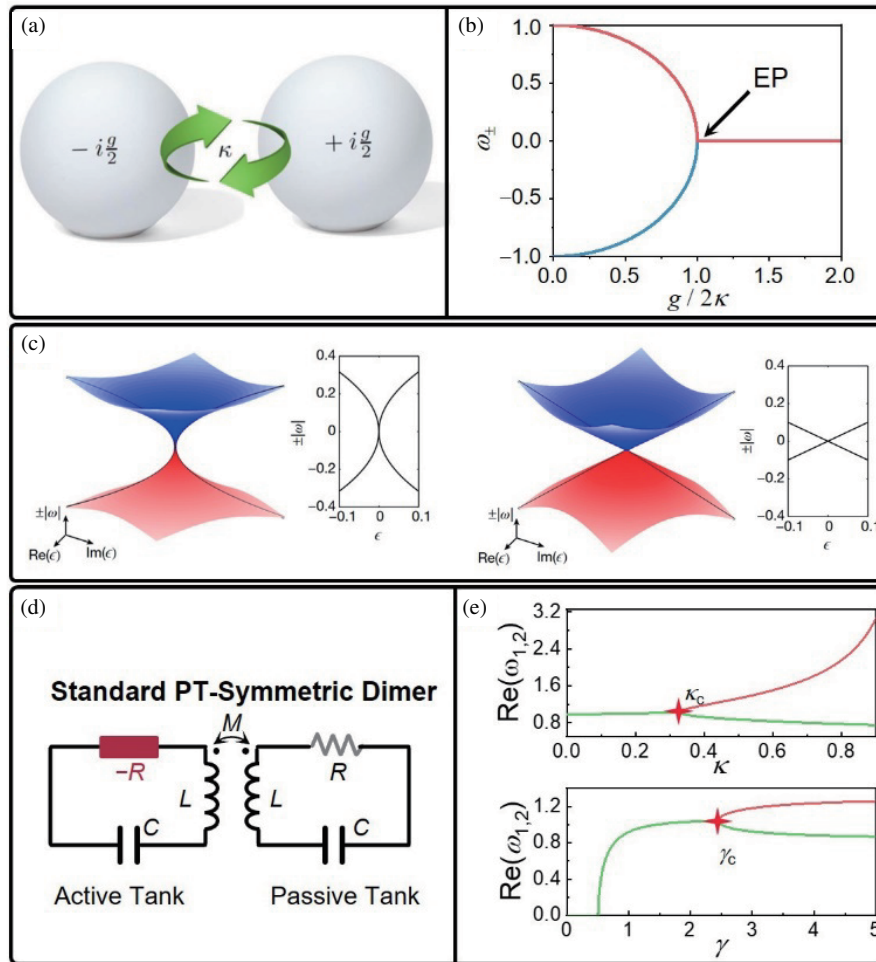 (a)
− i g/2
κ
+ i g/2
(b)
1.0
0.5
0.0
−0.5
−1.0
ω±
EP
0.0 0.5 1.0 1.5 2.0
g / 2κ
(c)
±|ω|
Re(ϵ)
Im(ϵ)
0.4
0.2
0
−0.2
−0.4
±|ω|
−0.1 0 0.1
ϵ
±|ω|
Re(ϵ)
Im(ϵ)
0.4
0.2
0
−0.2
−0.4
±|ω|
−0.1 0 0.1
ϵ
(d)
Standard PT-Symmetric Dimer
M
−R
R
L
L
C
C
Active Tank
Passive Tank
(e)
3.2
2.4
1.6
0.8
Re(ω1,2)
κc
0.0 0.2 0.4 0.6 0.8
κ
1.2
0.8
0.4
0.0
Re(ω1,2)
γc
0 1 2 3 4 5
γ